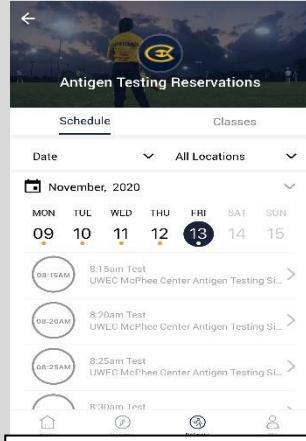 Antigen Testing Reservations
Schedule Classes
Date All Locations
November, 2020
MON TUE WED THU FRI SAT SUN
09 10 11 12 13 14 15
08:15AM
8:15am Test
UWEC McPhee Center Antigen Testing Si...
08:20AM
8:20am Test
UWEC McPhee Center Antigen Testing Si...
08:25AM
8:25am Test
UWEC McPhee Center Antigen Testing Si...
8:30am Test